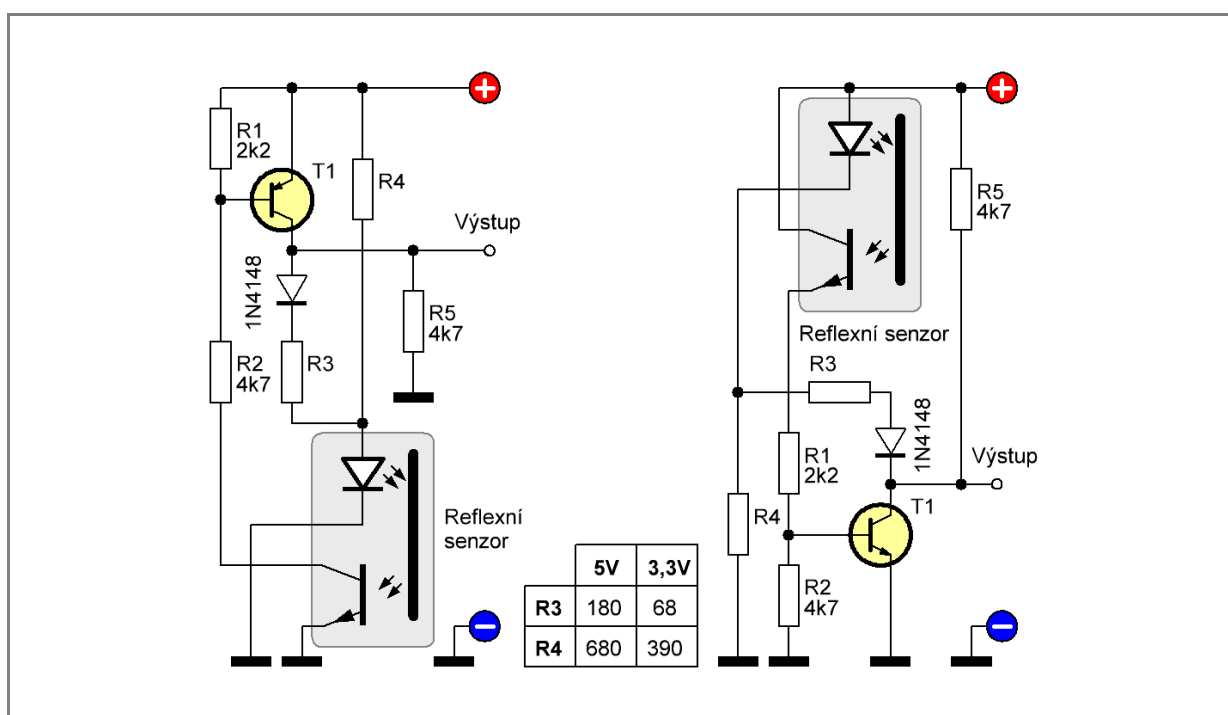 R1
2k2
T1
R4
Výstup
1N4148
R5
4k7
R2
4k7
R3
Reflexní
senzor
5V 3,3V
R3 180 68
R4 680 390
R5
4k7
Reflexní senzor
R3
1N4148
R1
2k2
Výstup
R4
T1
R2
4k7